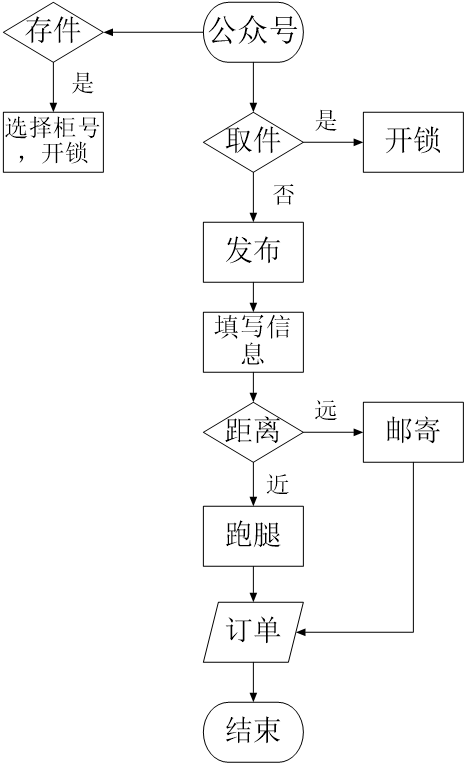 存件
公众号
是
选择柜号
，开锁
取件
是
开锁
否
发布
填写信
息
距离
远
邮寄
近
跑腿
订单
结束